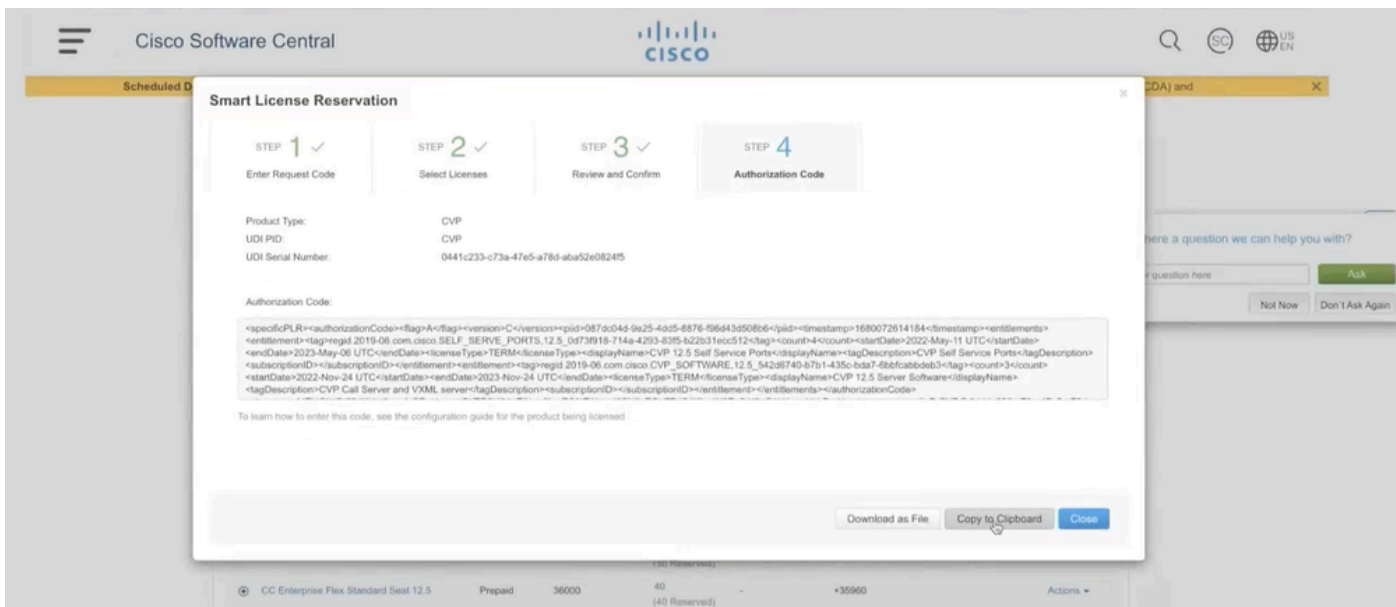 Cisco Software Central
CISCO
SC
US
EN
Scheduled D
CDA) and
Smart License Reservation
STEP 1
STEP 2
STEP 3
STEP 4
Enter Request Code
Select Licenses
Review and Confirm
Authorization Code
Product Type:
CVP
UDI PID:
CVP
UDI Serial Number:
0441c233-c73a-47e5-a78d-aba52e0824f5
here a question we can help you with?
question here
Ask
Not Now
Don't Ask Again
Authorization Code:
<specificPLR><authorizationCode><flag>A</flag><version>C</version><piid>087dc04d-9e25-4dd5-8876-f96d43d508b6</piid><timestamp>1680072614184</timestamp><entitlements>
<entitlement><tag>regid.2019-06.com.cisco.SELF_SERVE_PORTS,12.5_0d73f918-714a-4293-83f5-b22b31ecc512</tag><count>4</count><startDate>2022-May-11 UTC</startDate>
<endDate>2023-May-06 UTC</endDate><licenseType>TERM</licenseType><displayName>CVP 12.5 Self Service Ports</displayName><tagDescription>CVP Self Service Ports</tagDescription>
<subscriptionID></subscriptionID></entitlement><entitlement><tag>regid.2019-06.com.cisco.CVP_SOFTWARE,12.5_542d6740-b7b1-435c-bda7-6bbfcabbdeb3</tag><count>3</count>
<startDate>2022-Nov-24 UTC</startDate><endDate>2023-Nov-24 UTC</endDate><licenseType>TERM</licenseType><displayName>CVP 12.5 Server Software</displayName>
<tagDescription>CVP Call Server and VXML server</tagDescription><subscriptionID></subscriptionID></entitlement></entitlements></authorizationCode>
To learn how to enter this code, see the configuration guide for the product being licensed
Download as File
Copy to Clipboard
Close
(50 Reserved)
CC Enterprise Flex Standard Seat 12.5
Prepaid
36000
40
(40 Reserved)
-
+35960
Actions